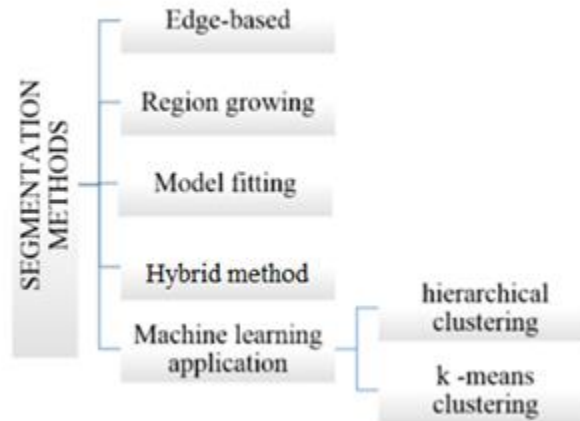 SEGMENTATION
METHODS
Edge-based
Region growing
Model fitting
Hybrid method
Machine learning
application
hierarchical
clustering
k -means
clustering